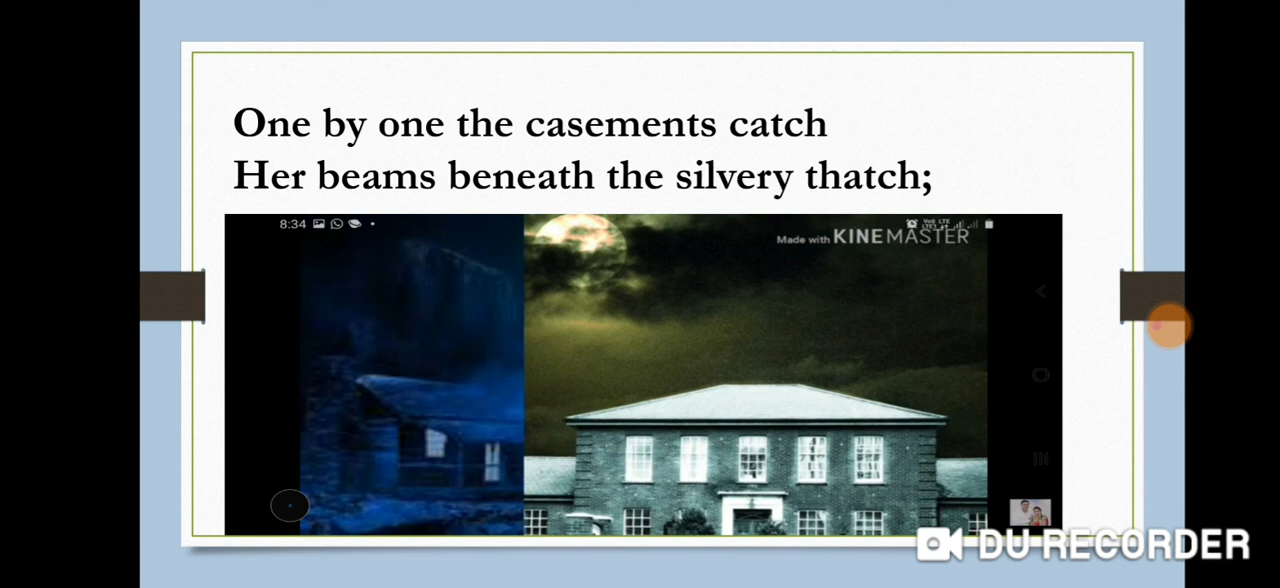 One by one the casements catch
Her beams beneath the silvery thatch;
8:34
Made with KINEMASTER
DU RECORDER